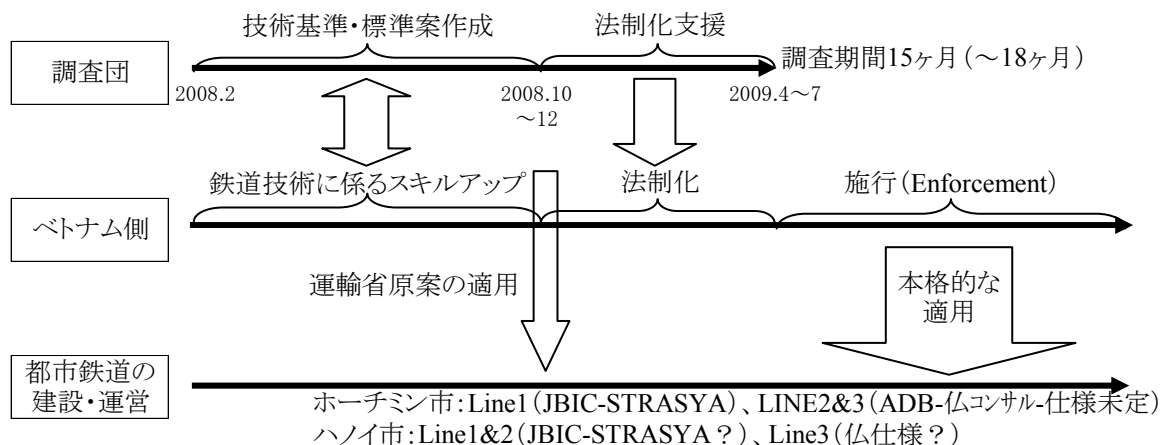 技術基準・標準案作成
法制化支援
調査団
調査期間15ヶ月(～18ヶ月)
2008.2
2008.10
～12
2009.4～7
鉄道技術に係るスキルアップ
法制化
施行(Enforcement)
ベトナム側
運輸省原案の適用
本格的な
適用
都市鉄道の
建設・運営
ホーチミン市:Line1(JBIC-STRASYA)、LINE2&3(ADB-仏コンサル-仕様未定)
ハノイ市:Line1&2(JBIC-STRASYA?)、Line3(仏仕様?)